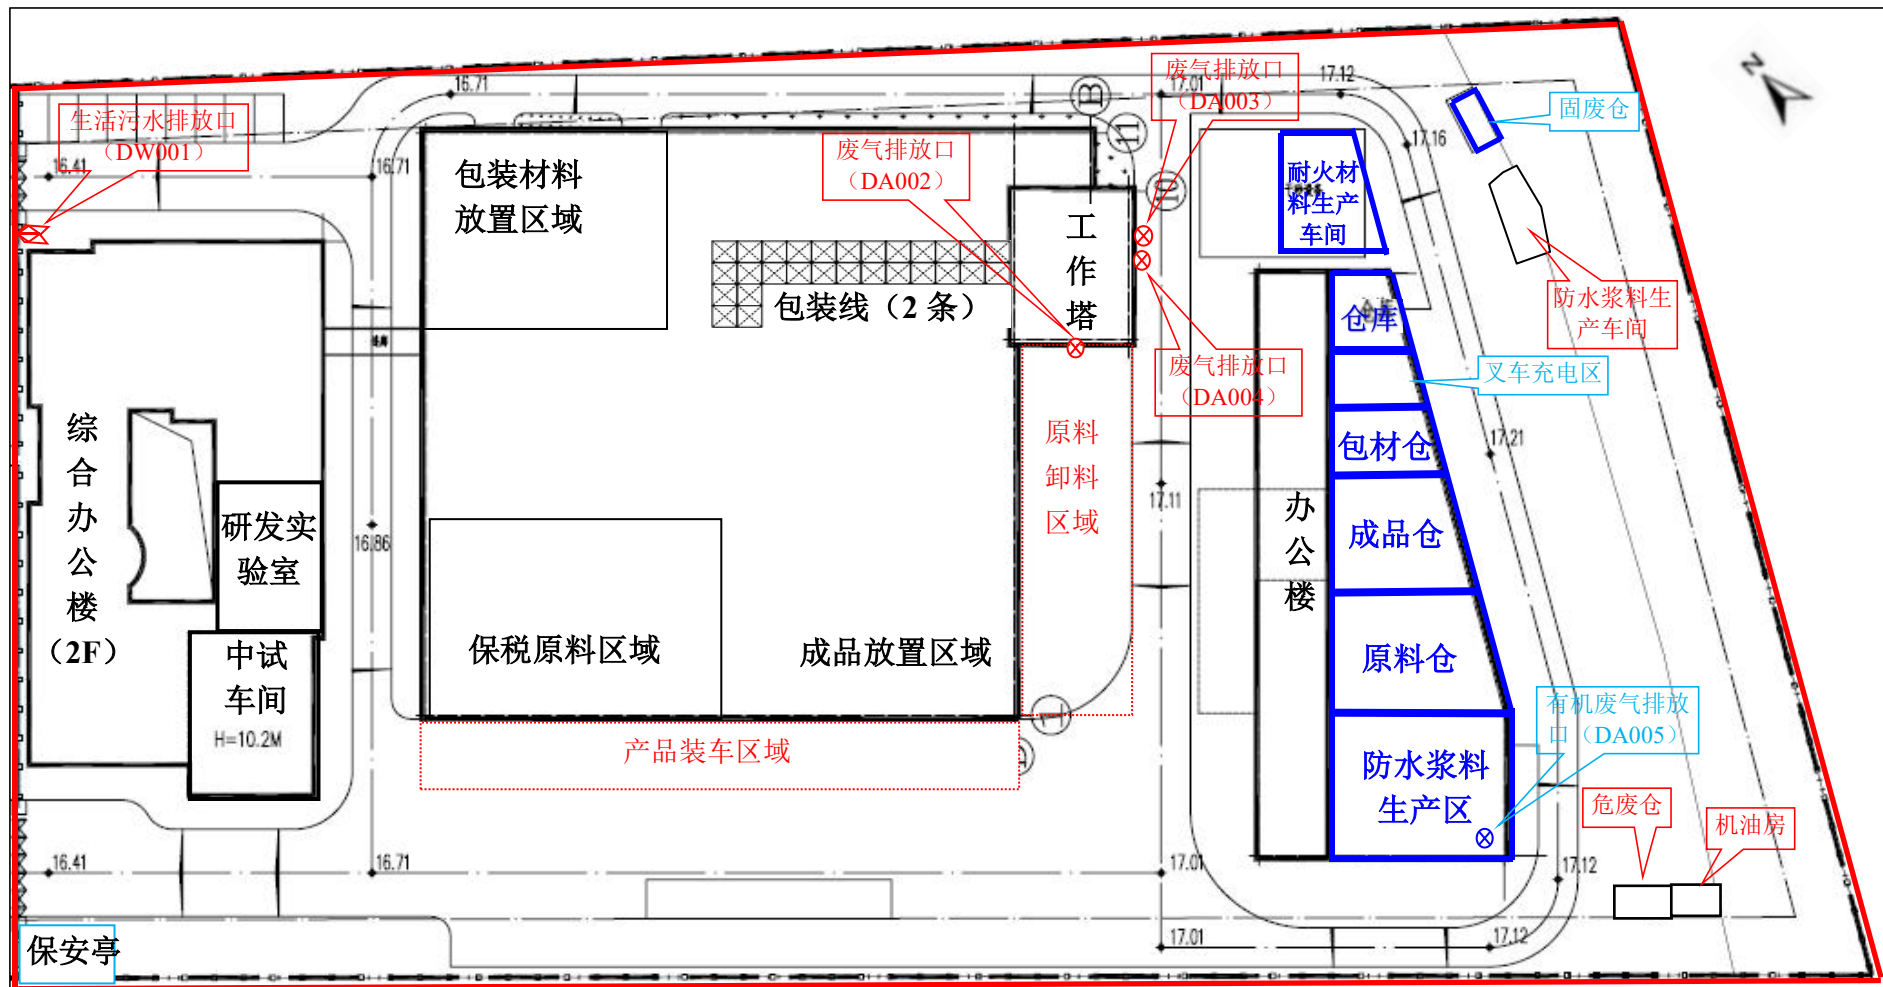 N
16.71
17.01
17.12
废气排放口
（DA003）
固废仓
生活污水排放口
（DW001）
16.41
16.71
B
11
10
17.16
废气排放口
（DA002）
包装材料
放置区域
工
作
塔
耐火材
料生产
车间
包装线（2 条）
防水浆料生
产车间
仓库
废气排放口
（DA004）
叉车充电区
综
合
办
公
楼
（2F）
原料
卸料
区域
包材仓
17.21
17.11
研发实
验室
16.86
办
公
楼
成品仓
中试
车间
H=10.2M
保税原料区域
成品放置区域
原料仓
1
有机废气排放
口（DA005）
产品装车区域
防水浆料
生产区
危废仓
机油房
16.41
16.71
17.01
17.12
保安亭
17.01
17.12